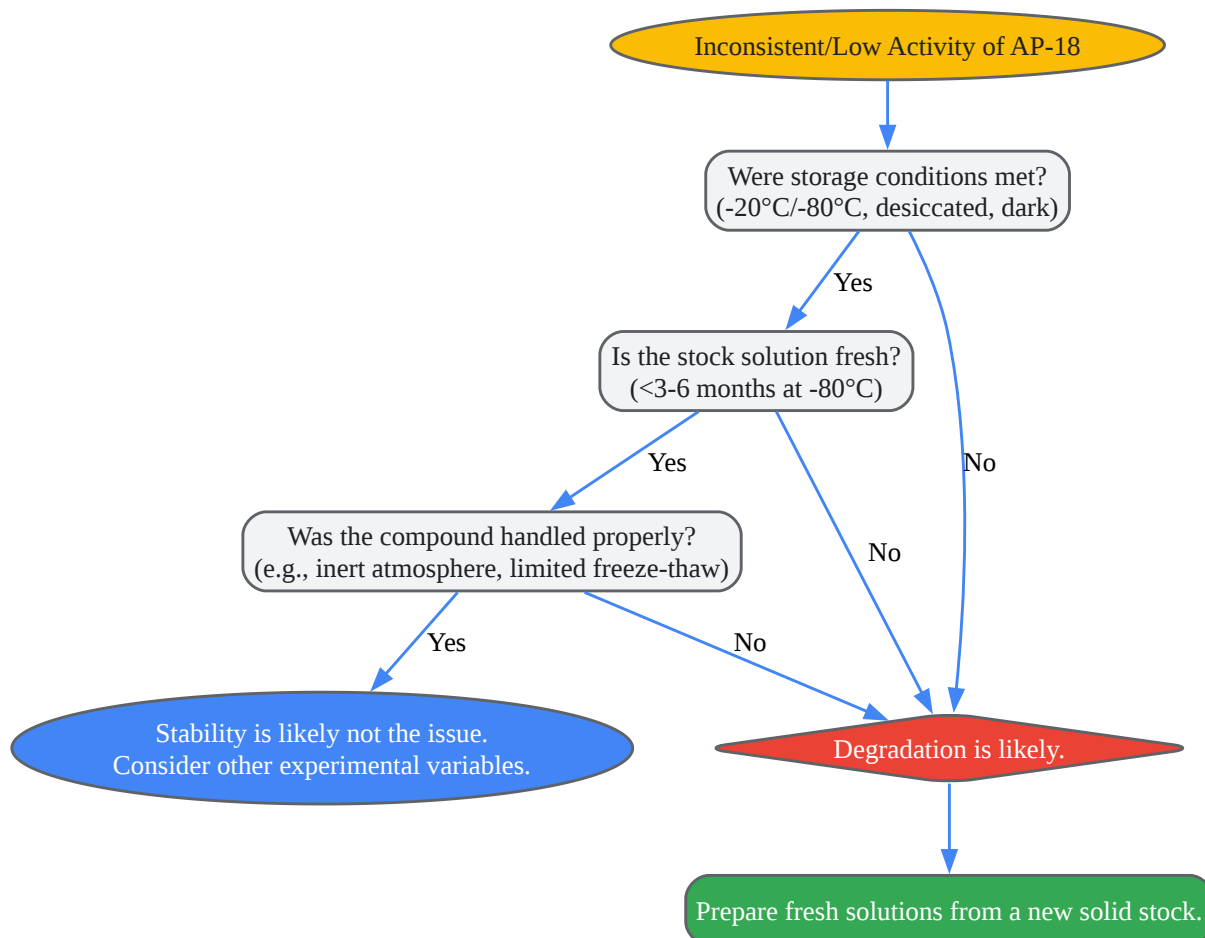 Inconsistent/Low Activity of AP-18
Were storage conditions met?
(-20°C/-80°C, desiccated, dark)
Yes
Is the stock solution fresh?
(<3-6 months at -80°C)
Yes
No
Was the compound handled properly?
(e.g., inert atmosphere, limited freeze-thaw)
No
Yes
No
Stability is likely not the issue.
Consider other experimental variables.
Degradation is likely.
Prepare fresh solutions from a new solid stock.